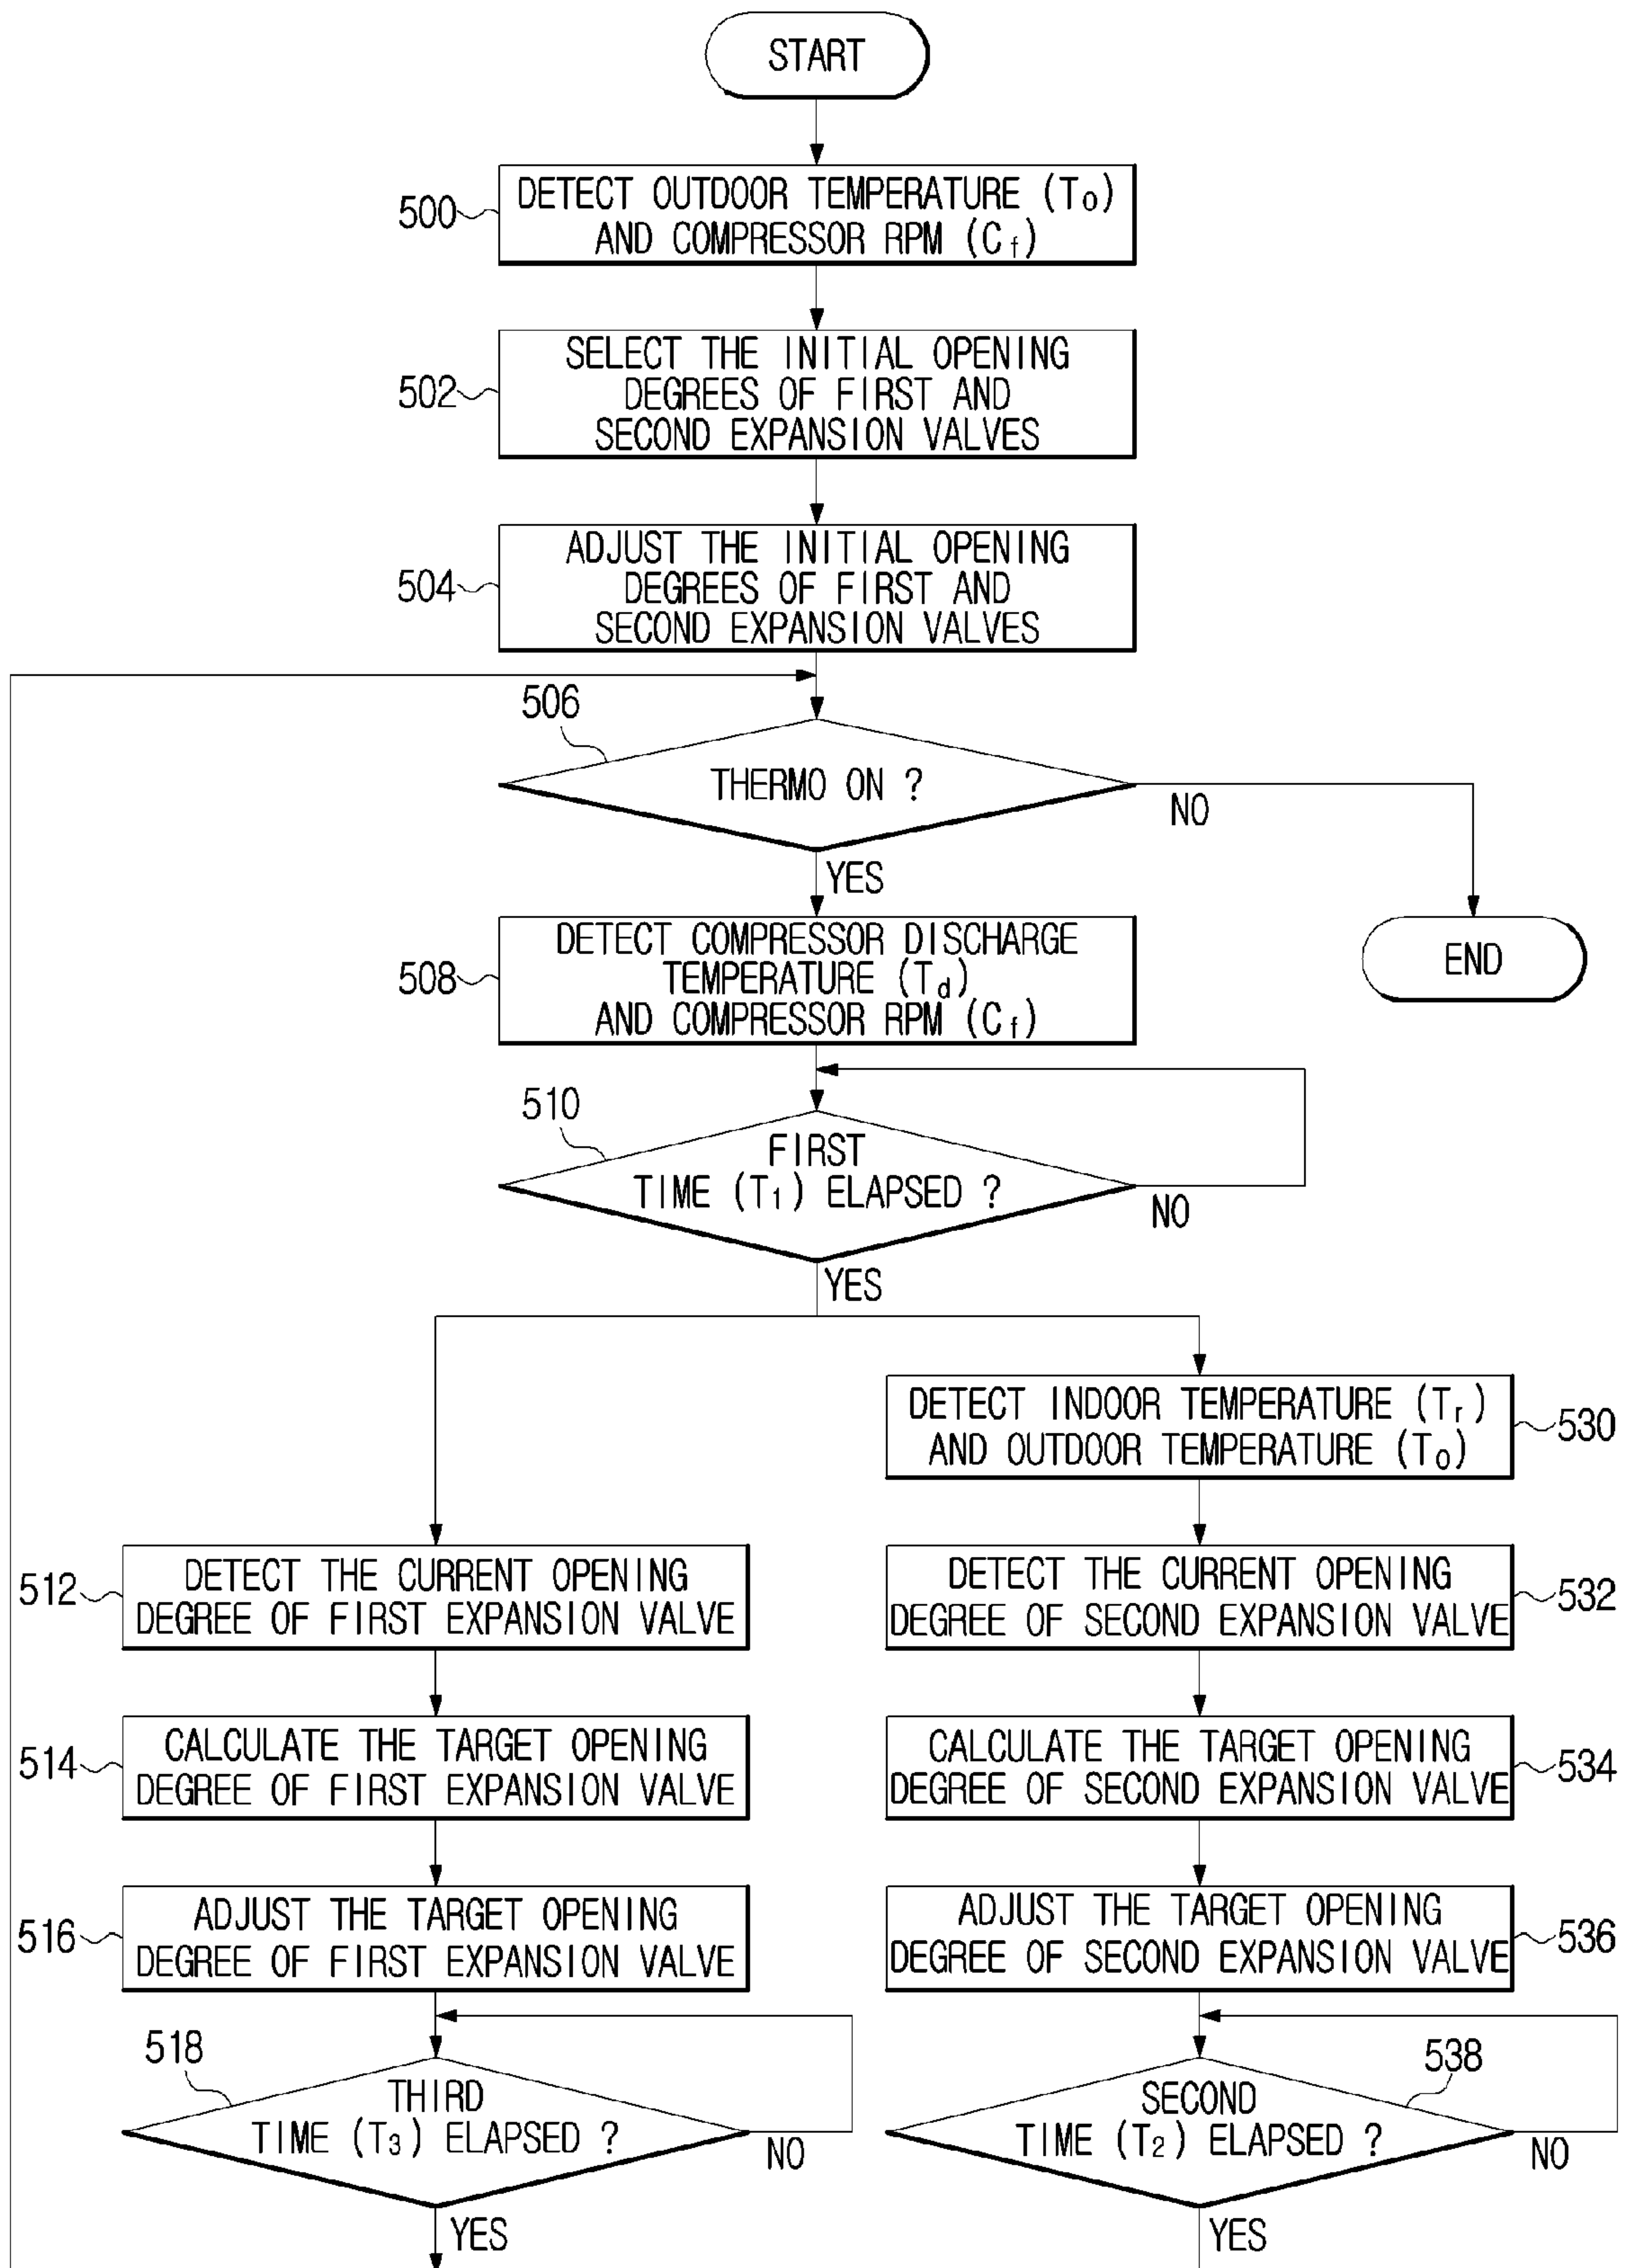 START
500
DETECT OUTDOOR TEMPERATURE (To)
AND COMPRESSOR RPM (Cf)
502
SELECT THE INITIAL OPENING
DEGREES OF FIRST AND
SECOND EXPANSION VALVES
504
ADJUST THE INITIAL OPENING
DEGREES OF FIRST AND
SECOND EXPANSION VALVES
506
THERMO ON ?
NO
YES
END
508
DETECT COMPRESSOR DISCHARGE
TEMPERATURE (Td)
AND COMPRESSOR RPM (Cf)
510
FIRST
TIME (T1) ELAPSED ?
NO
YES
DETECT INDOOR TEMPERATURE (Tr)
AND OUTDOOR TEMPERATURE (To)
530
512
DETECT THE CURRENT OPENING
DEGREE OF FIRST EXPANSION VALVE
DETECT THE CURRENT OPENING
DEGREE OF SECOND EXPANSION VALVE
532
514
CALCULATE THE TARGET OPENING
DEGREE OF FIRST EXPANSION VALVE
CALCULATE THE TARGET OPENING
DEGREE OF SECOND EXPANSION VALVE
534
516
ADJUST THE TARGET OPENING
DEGREE OF FIRST EXPANSION VALVE
ADJUST THE TARGET OPENING
DEGREE OF SECOND EXPANSION VALVE
536
518
THIRD
TIME (T3) ELAPSED ?
NO
YES
538
SECOND
TIME (T2) ELAPSED ?
NO
YES